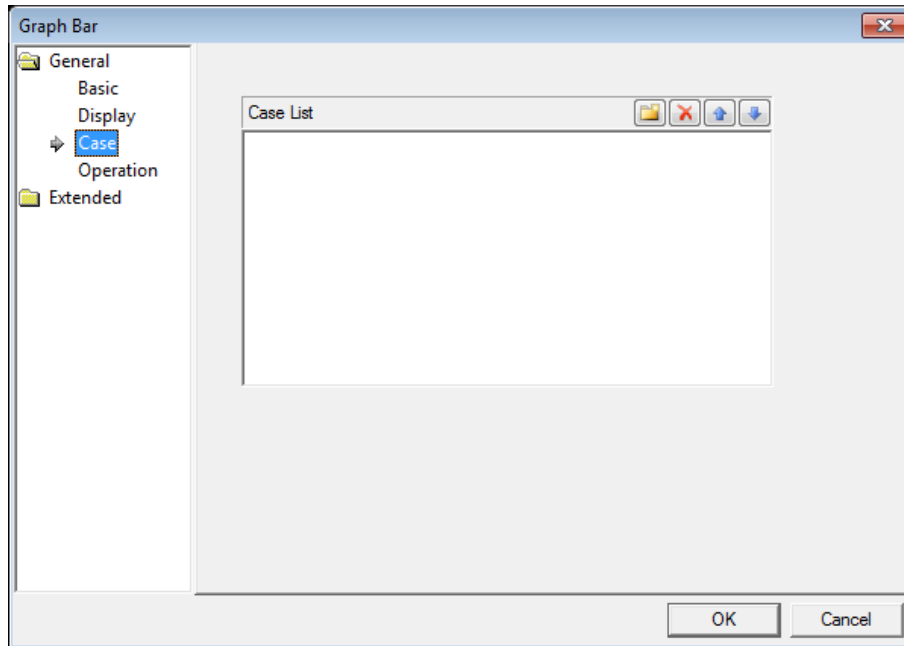 Graph Bar
General
Basic
Display
Case
Operation
Extended
Case List
OK
Cancel